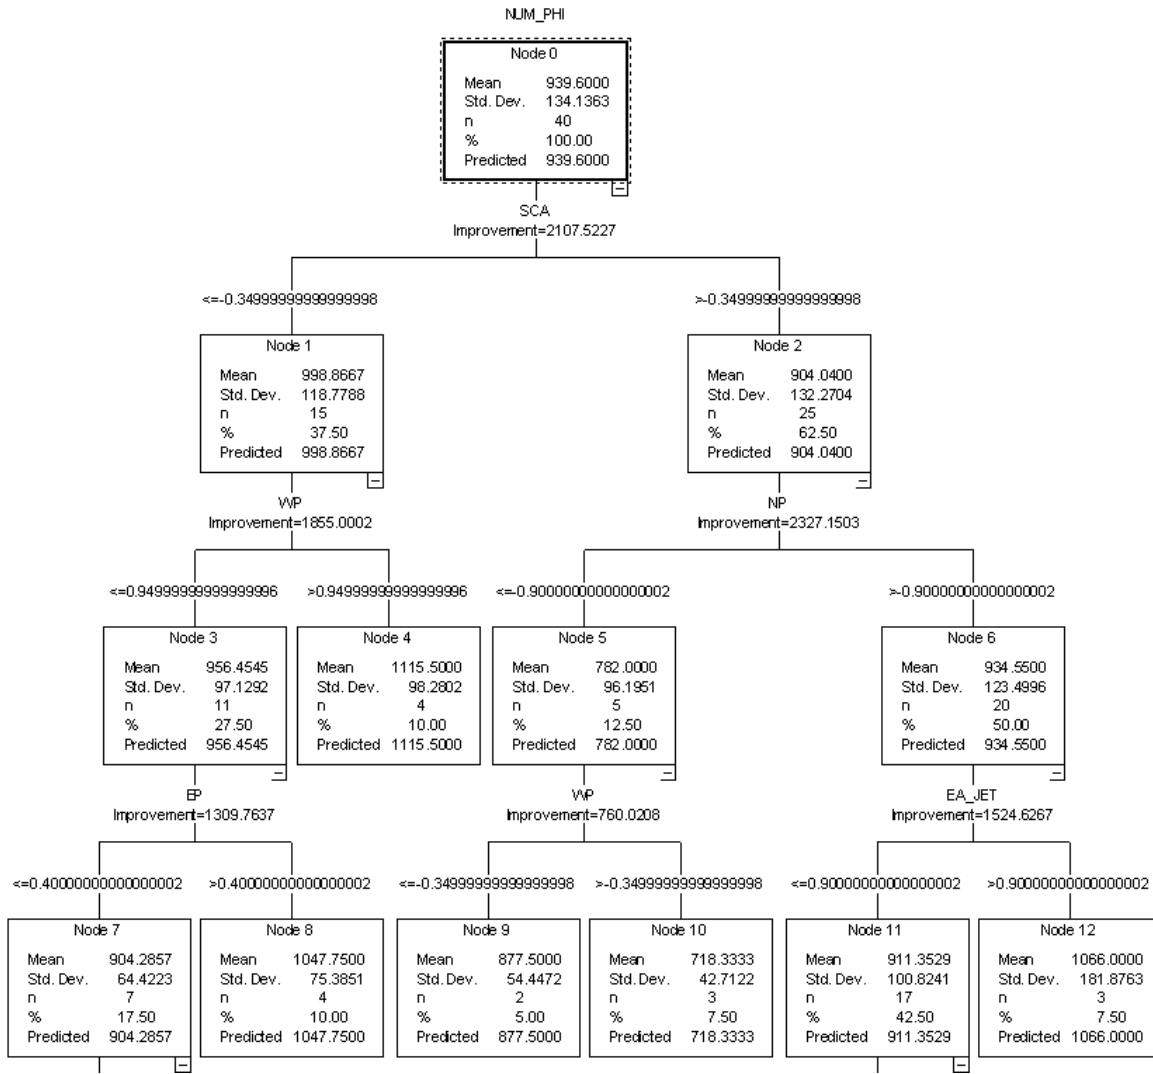 NUM_PHI
Node 0
Mean 939.6000
Std. Dev. 134.1363
n 40
% 100.00
Predicted 939.6000
SCA
Improvement=2107.5227
<=-0.34999999999999998
>-0.34999999999999998
Node 1
Mean 998.8667
Std. Dev. 118.7788
n 15
% 37.50
Predicted 998.8667
Node 2
Mean 904.0400
Std. Dev. 132.2704
n 25
% 62.50
Predicted 904.0400
WP
Improvement=1855.0002
NP
Improvement=2327.1503
<=0.94999999999999996
>0.94999999999999996
<=-0.90000000000000002
>-0.90000000000000002
Node 3
Mean 956.4545
Std. Dev. 97.1292
n 11
% 27.50
Predicted 956.4545
Node 4
Mean 1115.5000
Std. Dev. 98.2802
n 4
% 10.00
Predicted 1115.5000
Node 5
Mean 782.0000
Std. Dev. 96.1951
n 5
% 12.50
Predicted 782.0000
Node 6
Mean 934.5500
Std. Dev. 123.4996
n 20
% 50.00
Predicted 934.5500
EP
Improvement=1309.7637
WP
Improvement=760.0208
EA_JET
Improvement=1524.6267
<=0.40000000000000002
>0.40000000000000002
<=-0.34999999999999998
>-0.34999999999999998
<=0.90000000000000002
>0.90000000000000002
Node 7
Mean 904.2857
Std. Dev. 64.4223
n 7
% 17.50
Predicted 904.2857
Node 8
Mean 1047.7500
Std. Dev. 75.3851
n 4
% 10.00
Predicted 1047.7500
Node 9
Mean 877.5000
Std. Dev. 54.4472
n 2
% 5.00
Predicted 877.5000
Node 10
Mean 718.3333
Std. Dev. 42.7122
n 3
% 7.50
Predicted 718.3333
Node 11
Mean 911.3529
Std. Dev. 100.8241
n 17
% 42.50
Predicted 911.3529
Node 12
Mean 1066.0000
Std. Dev. 181.8763
n 3
% 7.50
Predicted 1066.0000